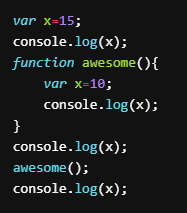 var x=15;
console.log(x);
function awesome(){
    var x=10;
    console.log(x);
}
console.log(x);
awesome();
console.log(x);